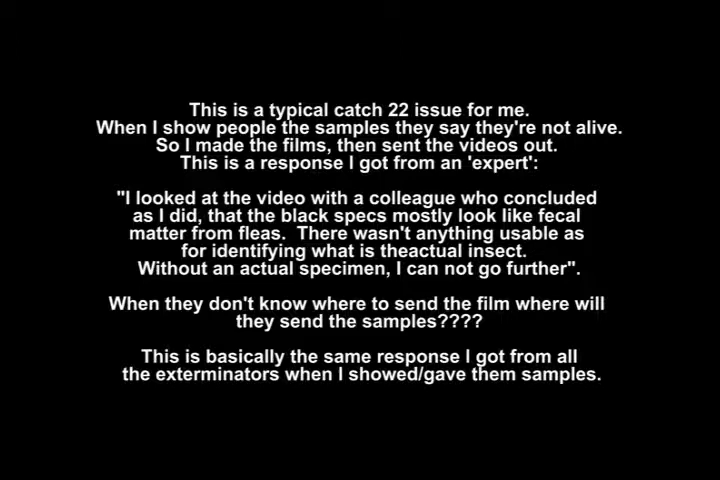 This is a typical catch 22 issue for me.
When I show people the samples they say they're not alive.
So I made the films, then sent the videos out.
This is a response I got from an 'expert':
"I looked at the video with a colleague who concluded
as I did, that the black specs mostly look like fecal
matter from fleas.  There wasn't anything usable as
for identifying what is theactual insect.
Without an actual specimen, I can not go further".
When they don't know where to send the film where will
they send the samples????
This is basically the same response I got from all
the exterminators when I showed/gave them samples.